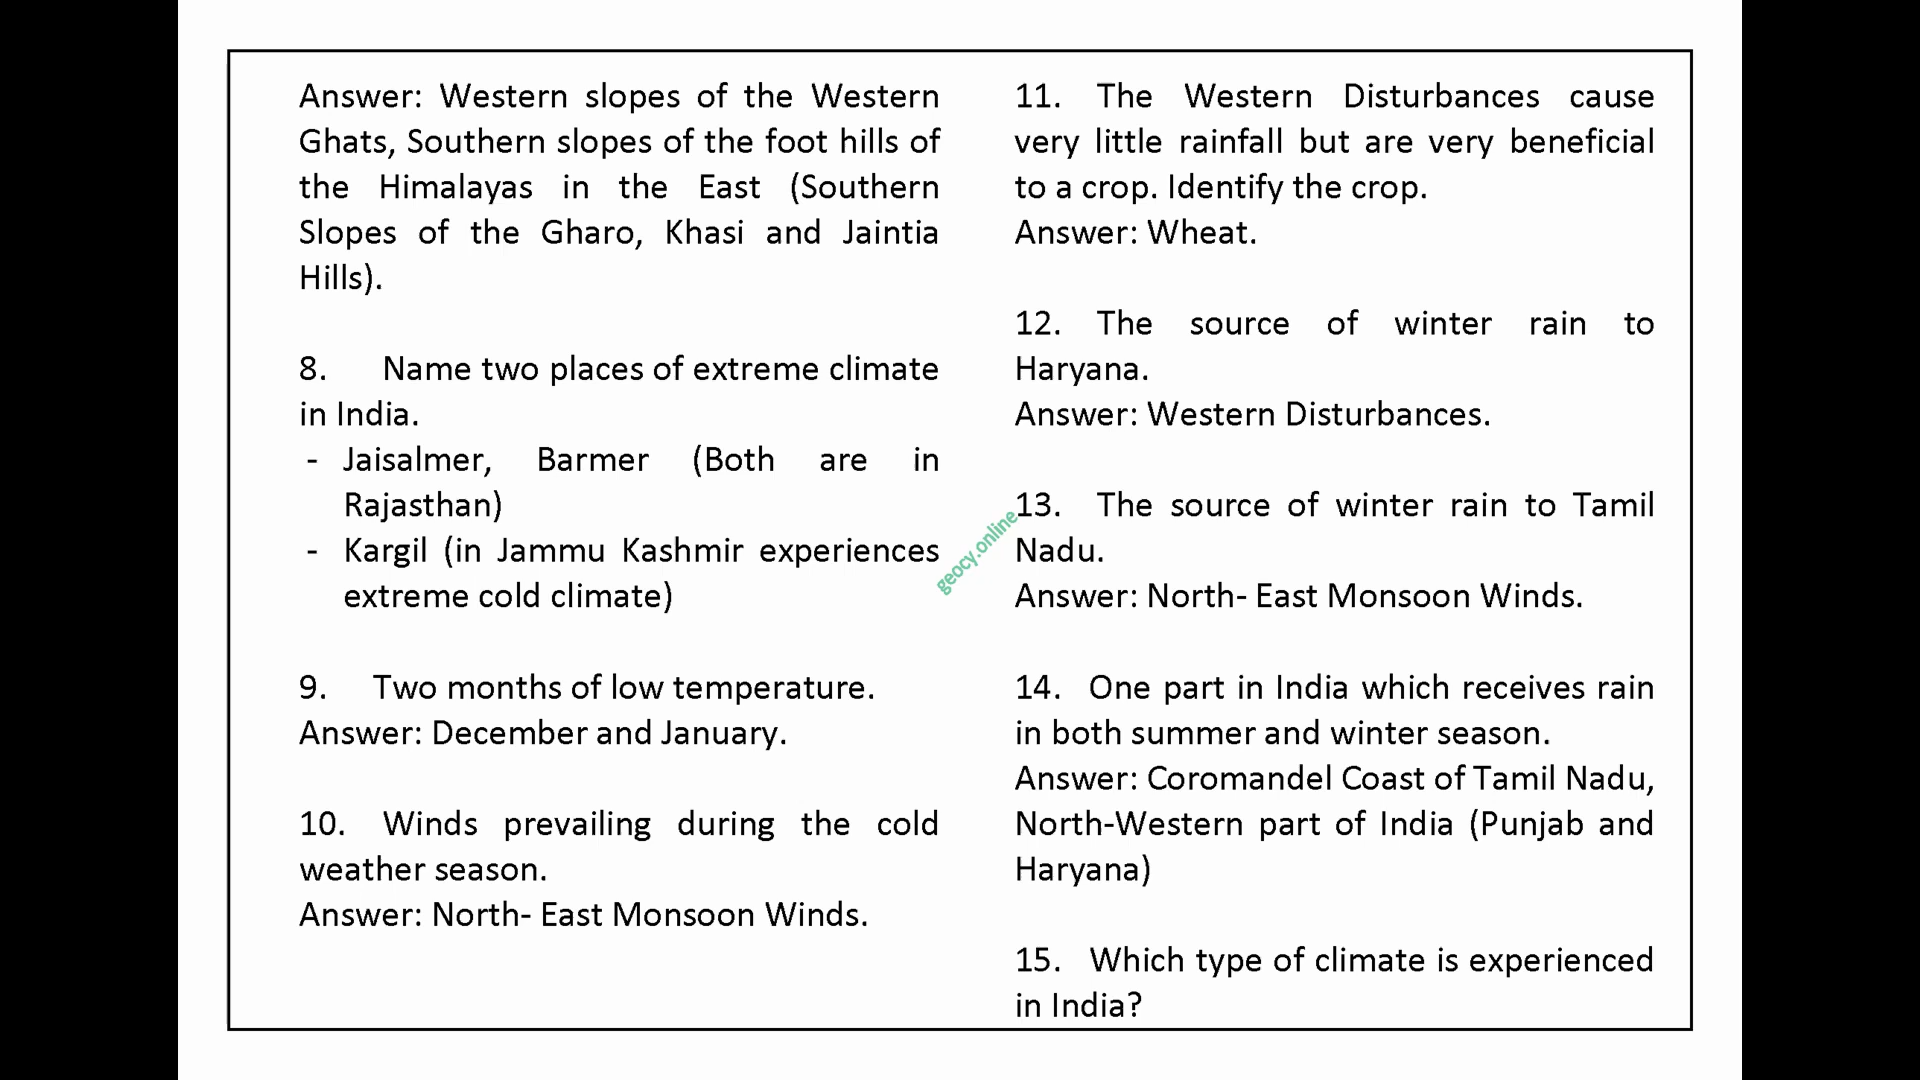 Answer: Western slopes of the Western
Ghats, Southern slopes of the foot hills of
the Himalayas in the East (Southern
Slopes of the Gharo, Khasi and Jaintia
Hills).
8. Name two places of extreme climate
in India.
- Jaisalmer, Barmer (Both are in
Rajasthan)
- Kargil (in Jammu Kashmir experiences
extreme cold climate)
9. Two months of low temperature.
Answer: December and January.
10. Winds prevailing during the cold
weather season.
Answer: North- East Monsoon Winds.
11. The Western Disturbances cause
very little rainfall but are very beneficial
to a crop. Identify the crop.
Answer: Wheat.
12. The source of winter rain to
Haryana.
Answer: Western Disturbances.
13. The source of winter rain to Tamil
Nadu.
Answer: North- East Monsoon Winds.
14. One part in India which receives rain
in both summer and winter season.
Answer: Coromandel Coast of Tamil Nadu,
North-Western part of India (Punjab and
Haryana)
15. Which type of climate is experienced
in India?
geocy.online